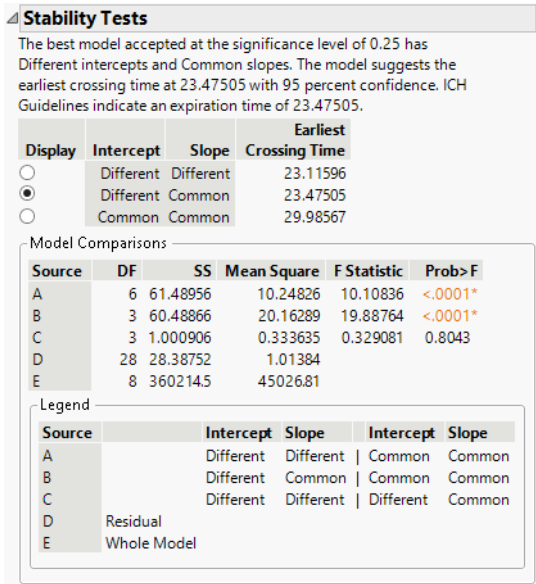 Stability Tests
The best model accepted at the significance level of 0.25 has
Different intercepts and Common slopes. The model suggests the
earliest crossing time at 23.47505 with 95 percent confidence. ICH
Guidelines indicate an expiration time of 23.47505.
Earliest
Display Intercept Slope Crossing Time
Different Different 23.11596
Different Common 23.47505
Common Common 29.98567
Model Comparisons
Source DF SS Mean Square F Statistic Prob>F
A 6 61.48956 10.24826 10.10836 <.0001*
B 3 60.48866 20.16289 19.88764 <.0001*
C 3 1.000906 0.333635 0.329081 0.8043
D 28 28.38752 1.01384
E 8 360214.5 45026.81
Legend
Source Intercept Slope Intercept Slope
A Different Different | Common Common
B Different Common | Common Common
C Different Different | Different Common
D Residual
E Whole Model